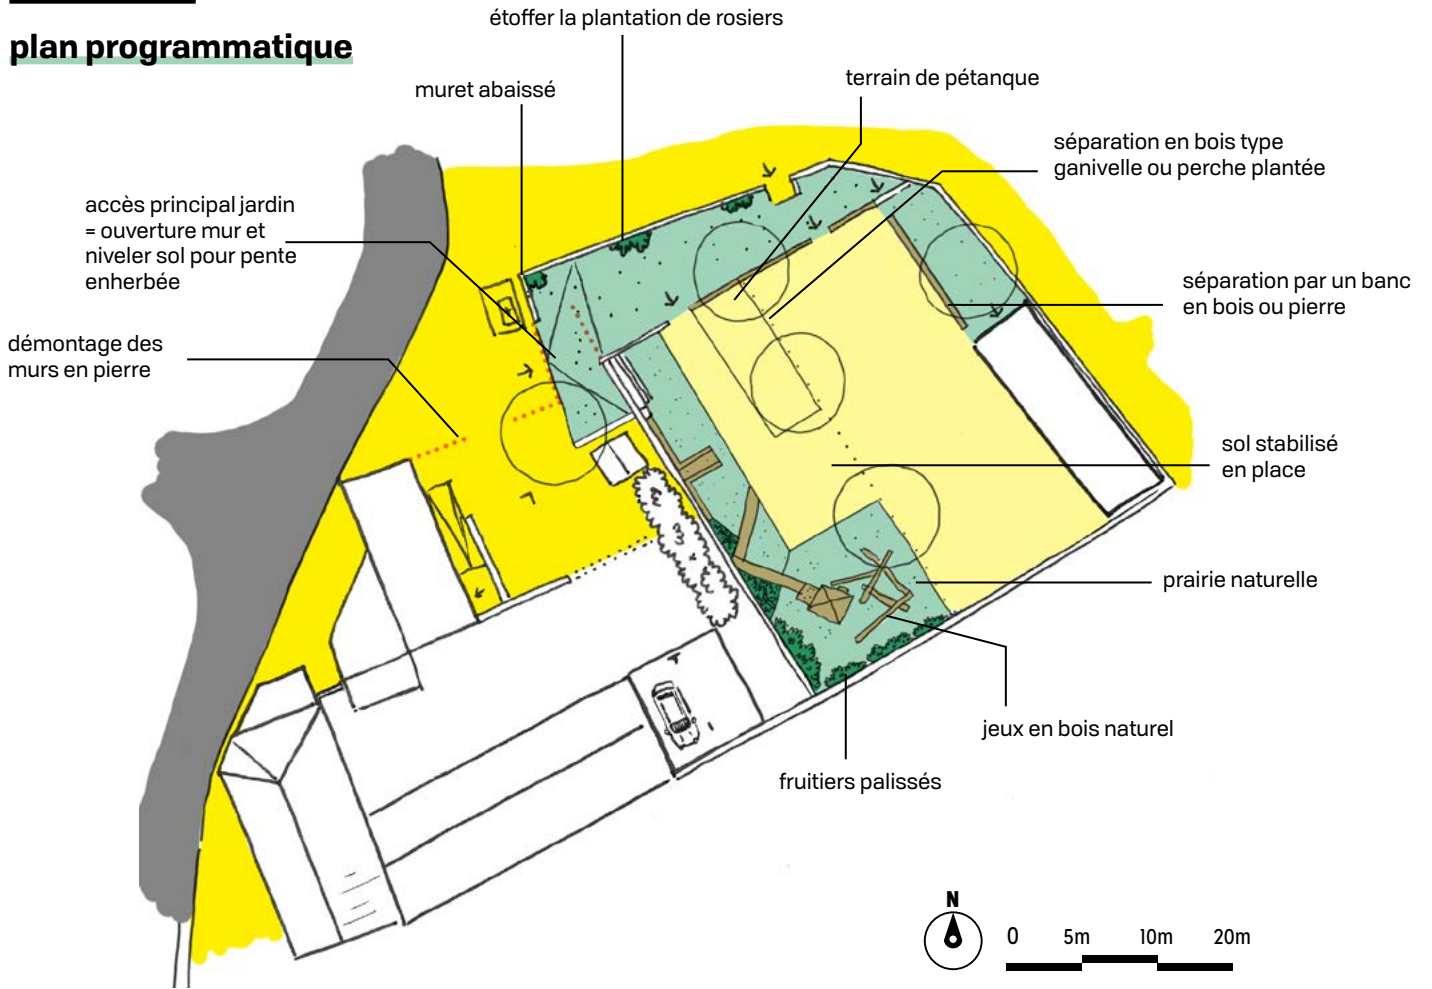 plan programmatique
étoffer la plantation de rosiers
muret abaissé
terrain de pétanque
séparation en bois type
ganivelle ou perche plantée
accès principal jardin
= ouverture mur et
niveler sol pour pente
enherbée
séparation par un banc
en bois ou pierre
démontage des
murs en pierre
sol stabilisé
en place
prairie naturelle
jeux en bois naturel
fruitiers palissés
N
0 5m 10m 20m